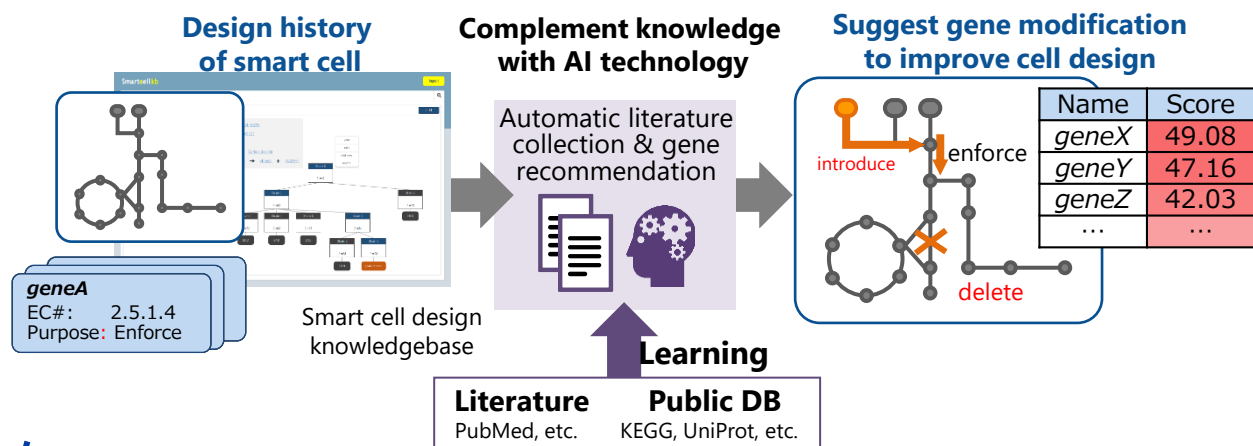 Design history
of smart cell
Smartcellkb
geneA
EC#: 2.5.1.4
Purpose: Enforce
Smart cell design
knowledgebase
Complement knowledge
with AI technology
Automatic literature
collection & gene
recommendation
Learning
Literature
PubMed, etc.
Public DB
KEGG, UniProt, etc.
Suggest gene modification
to improve cell design
introduce
enforce
delete
Name Score
geneX 49.08
geneY 47.16
geneZ 42.03
... ...